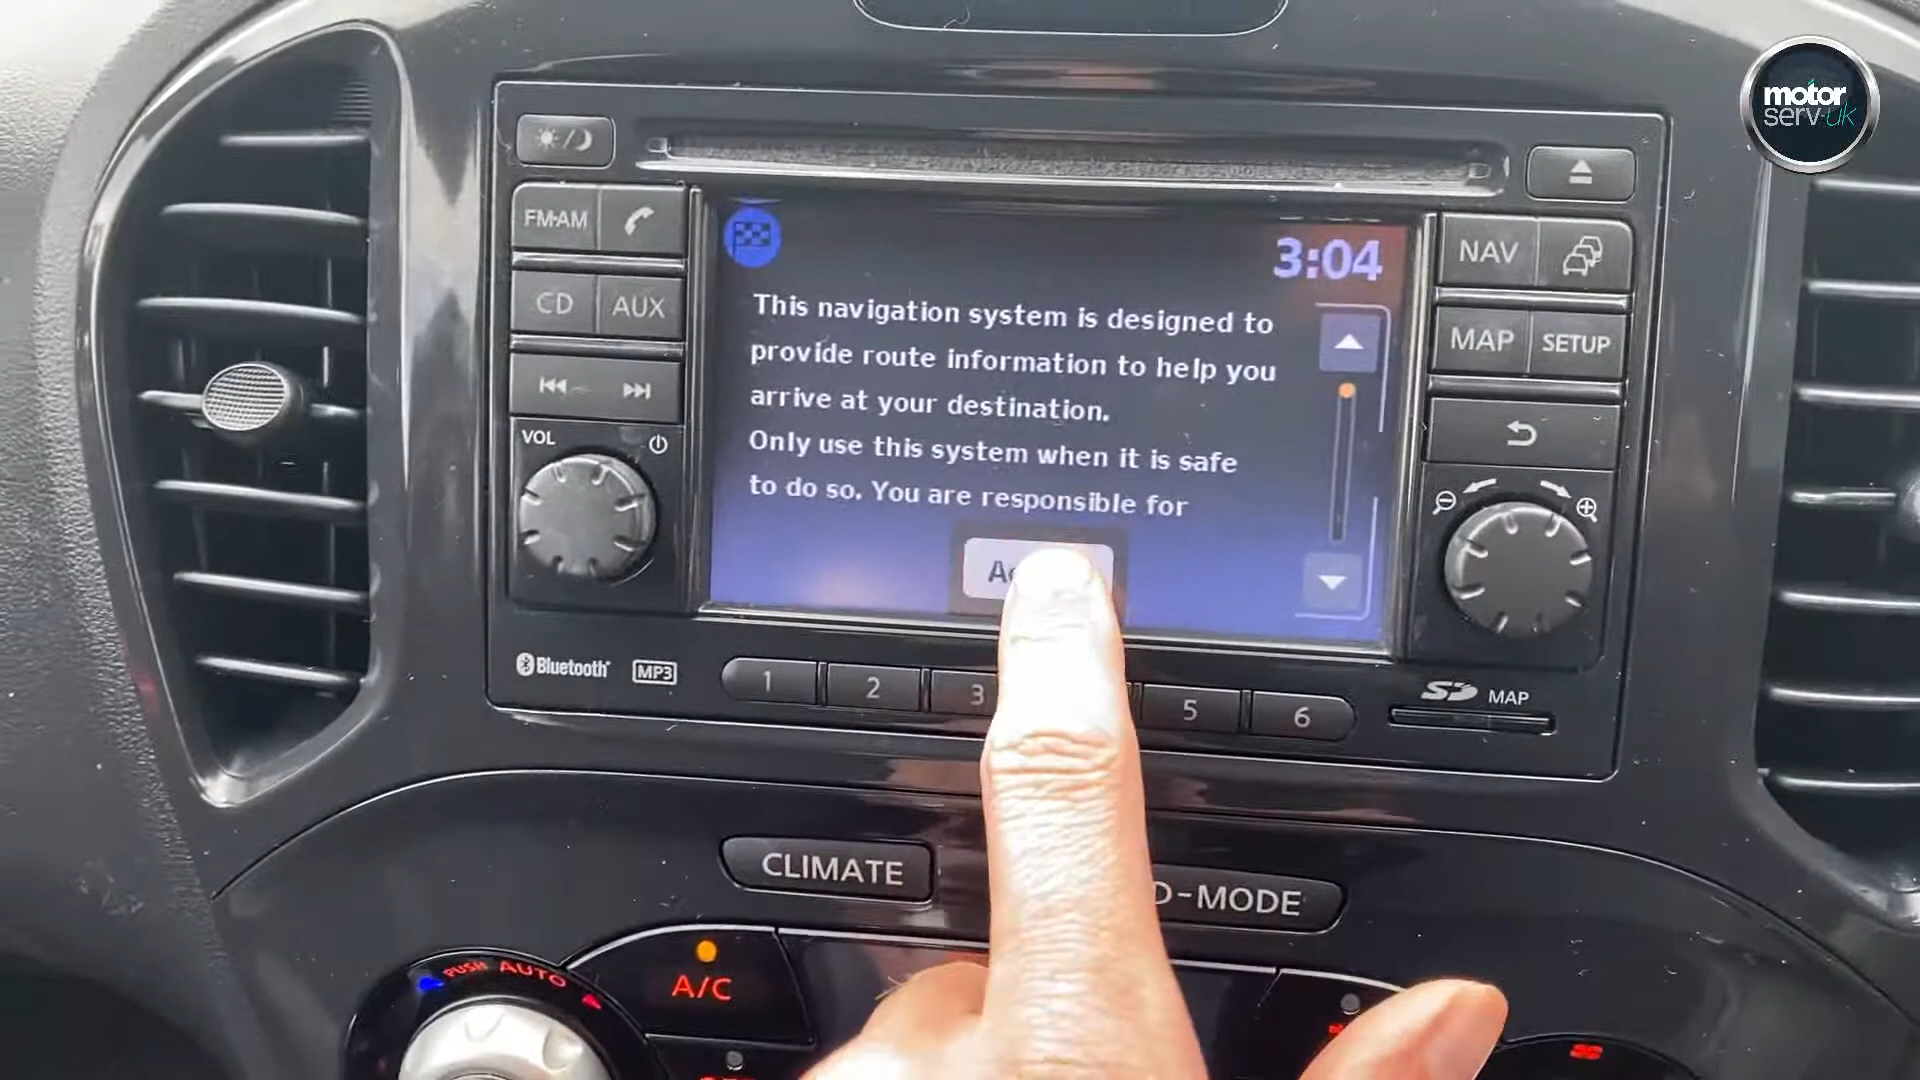 motor
serv-uk
FM·AM
CD
AUX
VOL
3:04
This navigation system is designed to
provide route information to help you
arrive at your destination.
Only use this system when it is safe
to do so. You are responsible for
NAV
MAP
SETUP
Bluetooth
MP3
1
2
3
5
6
SD
MAP
CLIMATE
D-MODE
PUSH AUTO
A/C